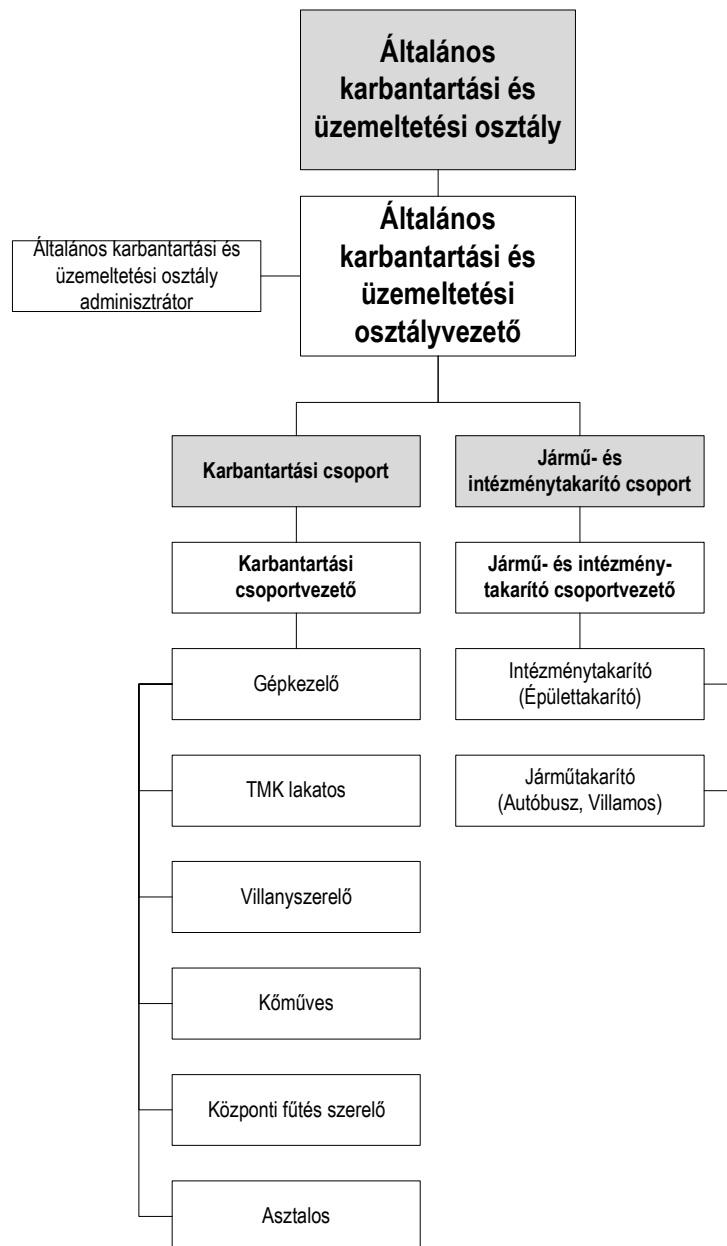 Általános
karbantartási és
üzemeltetési osztály
Általános
karbantartási és
üzemeltetési
osztályvezető
Általános karbantartási és
üzemeltetési osztály
adminisztrátor
Karbantartási csoport
Jármű- és
intézménytakarító csoport
Karbantartási
csoportvezető
Jármű- és intézmény-
takarító csoportvezető
Gépkezelő
Intézménytakarító
(Épülettakarító)
TMK lakatos
Járműtakarító
(Autóbusz, Villamos)
Villanyszerelő
Kőműves
Központi fűtés szerelő
Asztalos